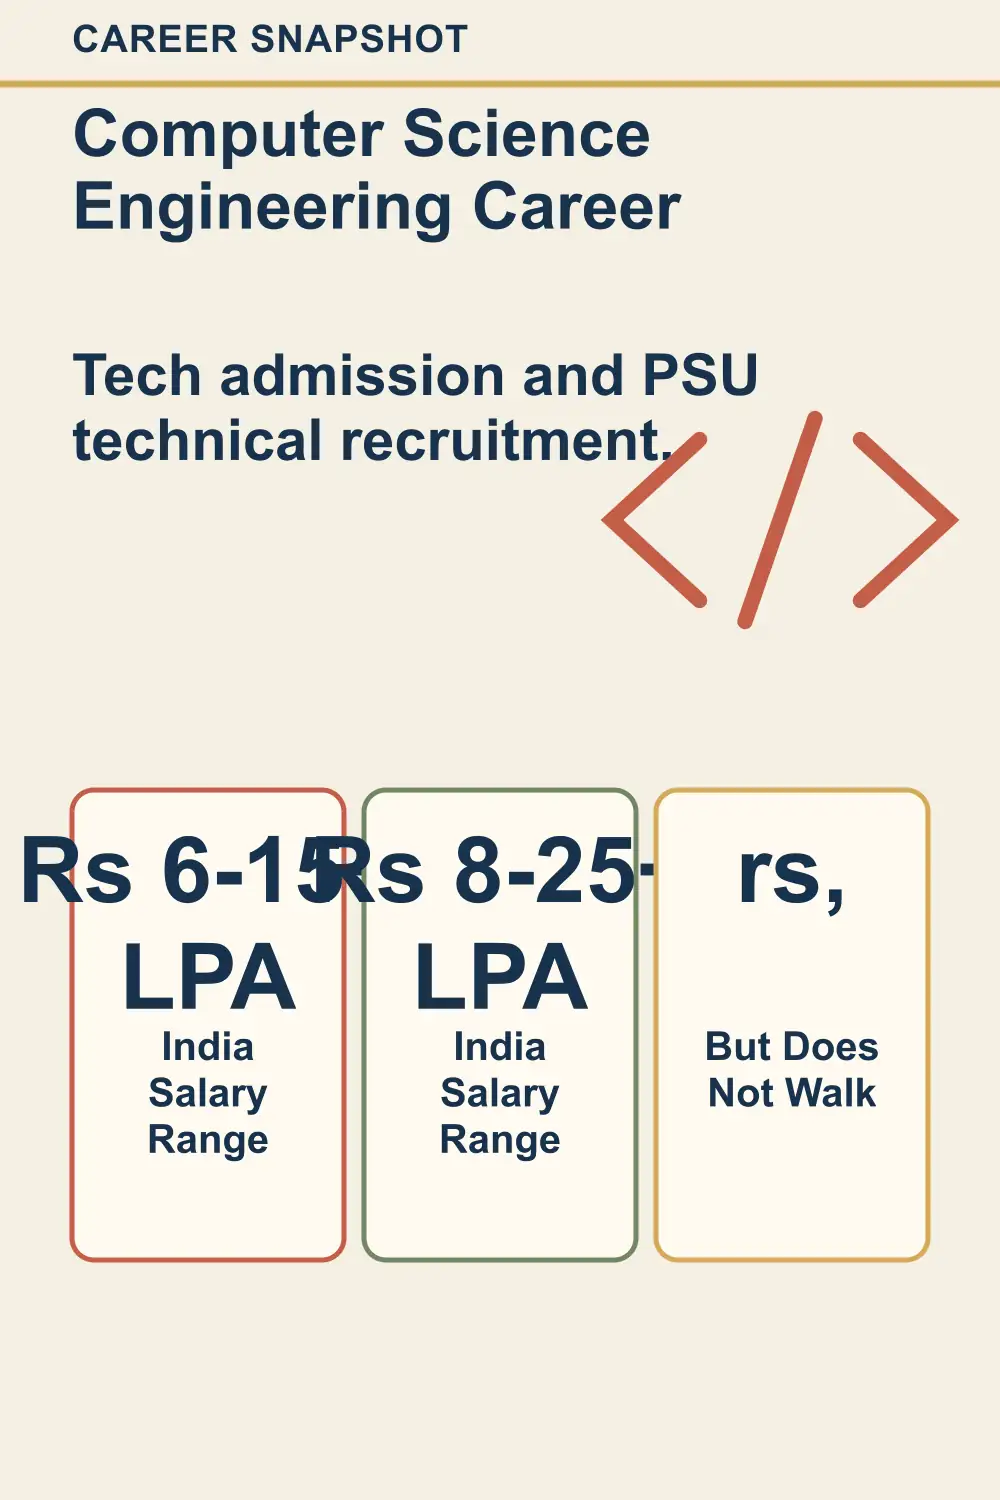 CAREER SNAPSHOT
Computer Science
Engineering Career
Tech admission and PSU
technical recruitment.
</>
Rs 6-15
LPA
India
Salary
Range
Rs 8-25
LPA
India
Salary
Range
rs,
But Does
Not Walk